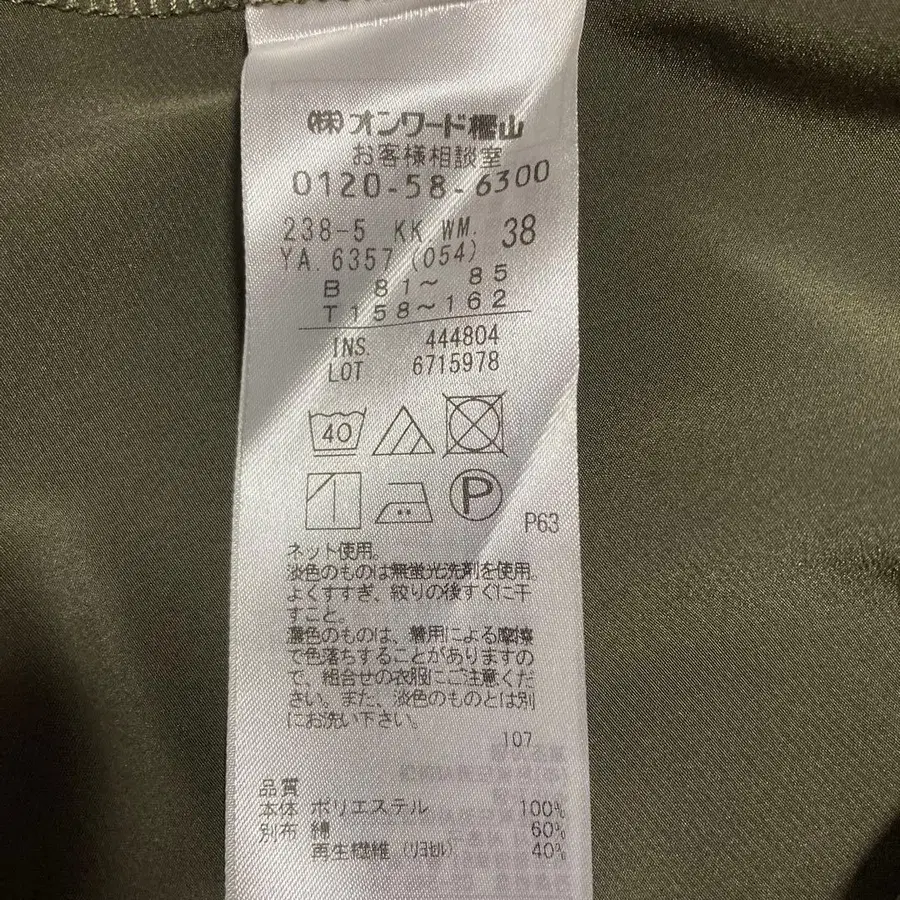 (株)オンワード樫山
お客様相談室
0120-58-6300
238-5 KK WM. 38
YA.6357 (054)
B 81～ 85
T158～162
INS. 444804
LOT 6715978
40
P
P63
ネット使用。
淡色のものは無蛍光洗剤を使用。
よくすすぎ、絞りの後すぐに干
すこと。
濃色のものは、着用による摩擦
で色落ちすることがありますの
で、組合せの衣服にご注意くだ
さい。また、淡色のものとは別
にお洗い下さい。
107
品質
本体 ポリエステル 100%
別布 綿 60%
再生繊維(リヨセル) 40%